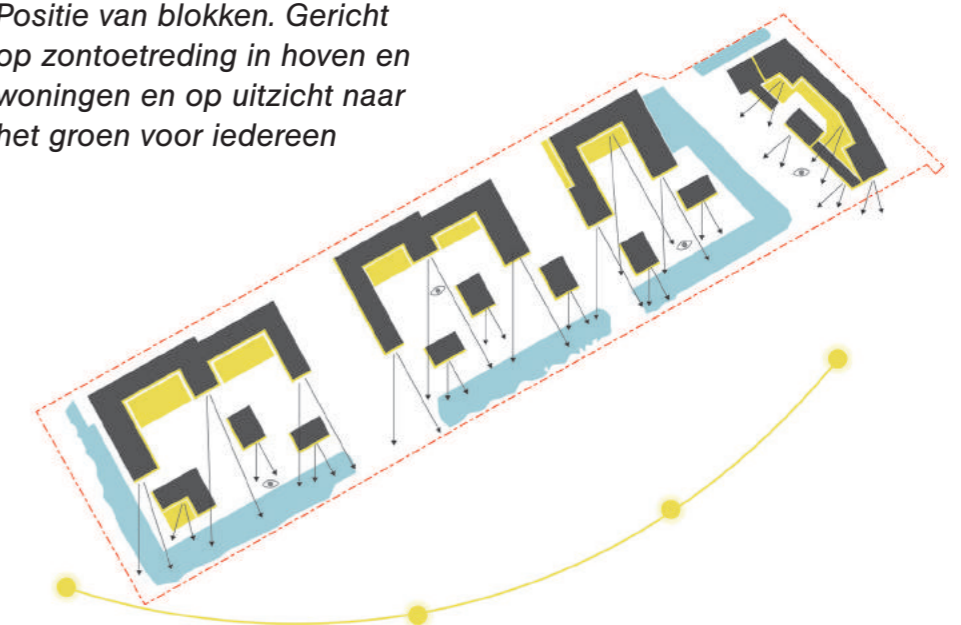 Positie van blokken. Gericht
op zontoetreding in hoven en
woningen en op uitzicht naar
het groen voor iedereen